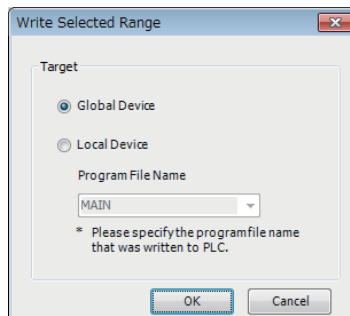 Write Selected Range
Target
Global Device
Local Device
Program File Name
MAIN
* Please specify the program file name
that was written to PLC.
OK
Cancel